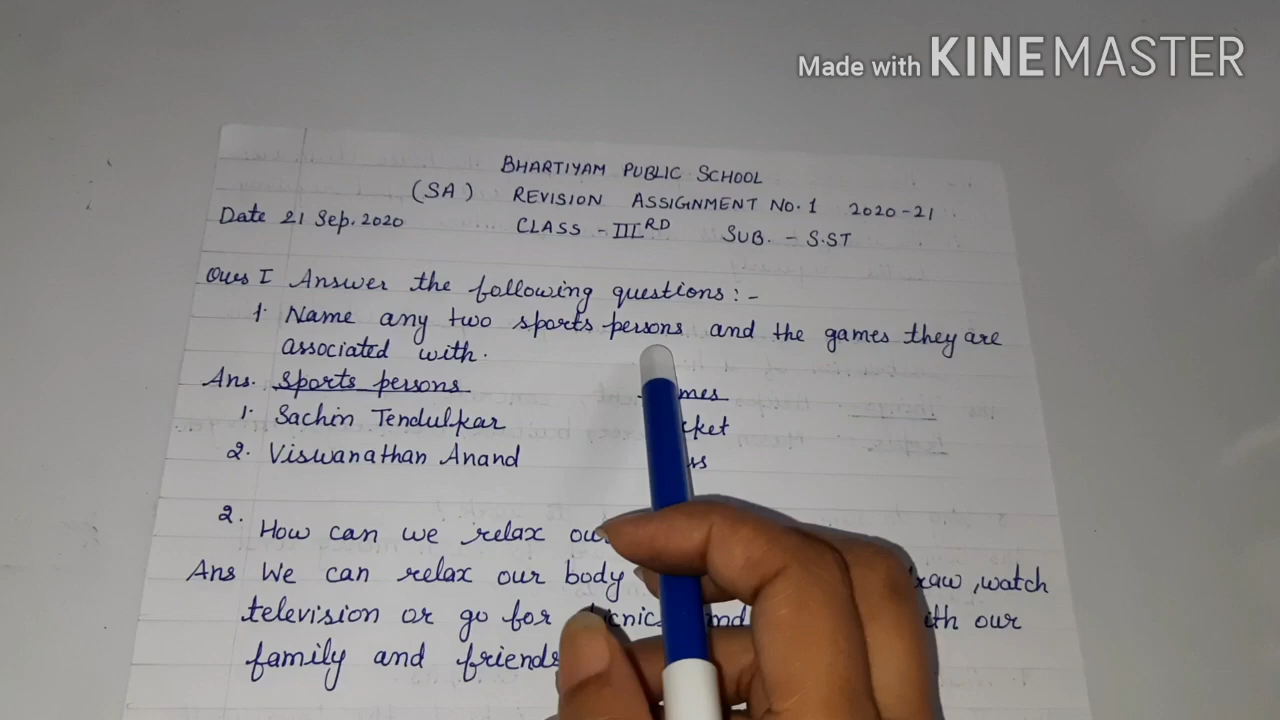 Made with KINEMASTER
BHARTIYAM PUBLIC SCHOOL
(SA) REVISION ASSIGNMENT NO. 1 2020-21
Date 21 Sep. 2020 CLASS - III RD SUB. - S.ST
Ques I Answer the following questions :-
1. Name any two sports persons and the games they are
associated with.
Ans. Sports persons
1. Sachin Tendulkar
2. Viswanathan Anand
2. How can we relax
Ans We can relax our body watch
television or go for our
family and friends